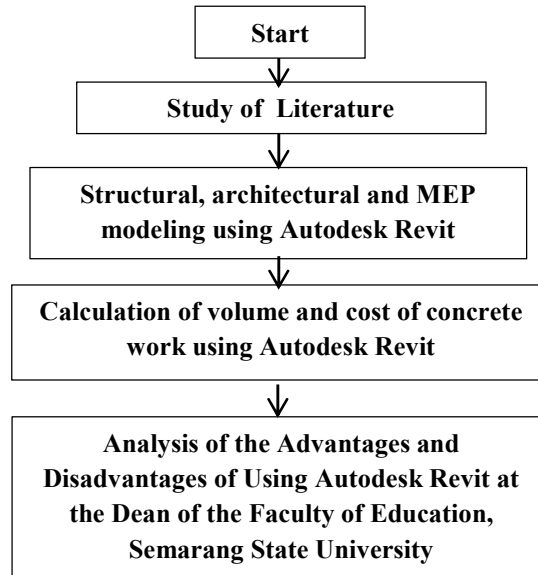 Start
Study of Literature
Structural, architectural and MEP
modeling using Autodesk Revit
Calculation of volume and cost of concrete
work using Autodesk Revit
Analysis of the Advantages and
Disadvantages of Using Autodesk Revit at
the Dean of the Faculty of Education,
Semarang State University